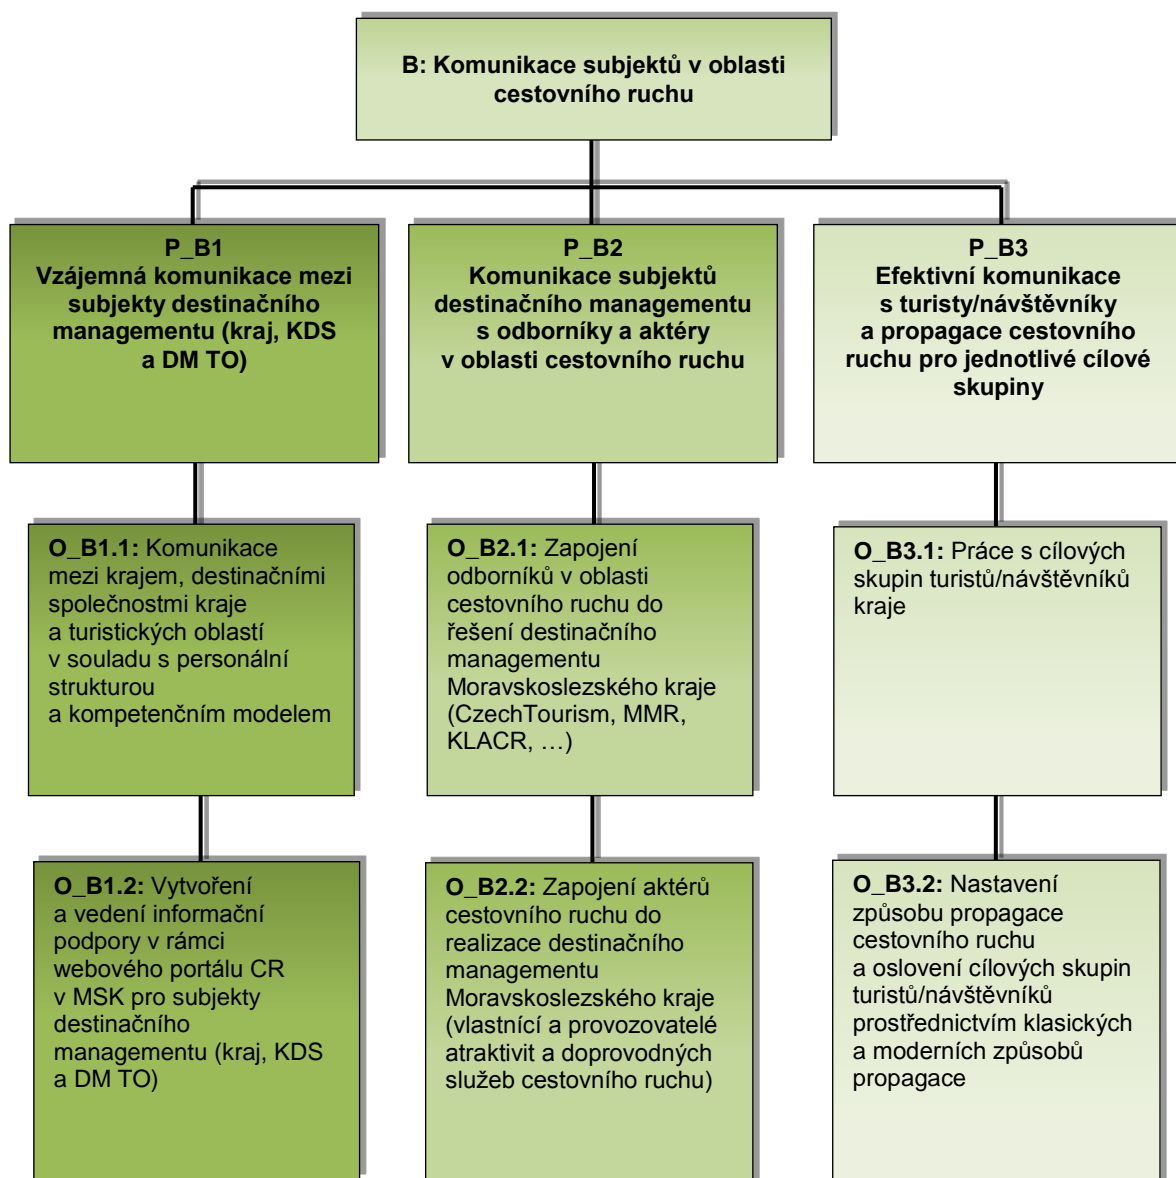 B: Komunikace subjektů v oblasti
cestovního ruchu
P_B1
Vzájemná komunikace mezi
subjekty destinačního
managementu (kraj, KDS
a DM TO)
P_B2
Komunikace subjektů
destinačního managementu
s odborníky a aktéry
v oblasti cestovního ruchu
P_B3
Efektivní komunikace
s turisty/návštěvníky
a propagace cestovního
ruchu pro jednotlivé cílové
skupiny
O_B1.1: Komunikace
mezi krajem, destinačními
společnostmi kraje
a turistických oblastí
v souladu s personální
strukturou
a kompetenčním modelem
O_B2.1: Zapojení
odborníků v oblasti
cestovního ruchu do
řešení destinačního
managementu
Moravskoslezského kraje
(CzechTourism, MMR,
KLACR, …)
O_B3.1: Práce s cílových
skupin turistů/návštěvníků
kraje
O_B1.2: Vytvoření
a vedení informační
podpory v rámci
webového portálu CR
v MSK pro subjekty
destinačního
managementu (kraj, KDS
a DM TO)
O_B2.2: Zapojení aktérů
cestovního ruchu do
realizace destinačního
managementu
Moravskoslezského kraje
(vlastnící a provozovatelé
atraktivit a doprovodných
služeb cestovního ruchu)
O_B3.2: Nastavení
způsobu propagace
cestovního ruchu
a oslovení cílových skupin
turistů/návštěvníků
prostřednictvím klasických
a moderních způsobů
propagace